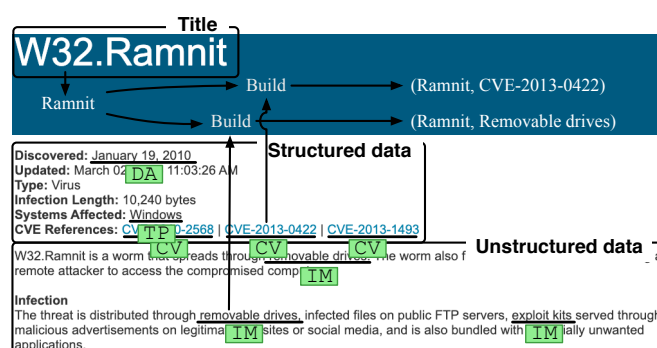 Title
W32.Ramnit
Build (Ramnit, CVE-2013-0422)
Ramnit
Build (Ramnit, Removable drives)
Structured data
Discovered: January 19, 2010
Updated: March 02 11:03:26 AM
DA
Type: Virus
Infection Length: 10,240 bytes
Systems Affected: Windows
CVE References: 0-2568 | CVE-2013-0422 | CVE-2013-1493
TP
CV CV CV
Unstructured data
W32.Ramnit is a worm spreads through removable The worm also
remote attacker to access the compromised
IM
Infection
The threat is distributed through removable drives, infected files on public FTP servers, exploit kits served through
malicious advertisements on sites or social media, and is also bundled with unwanted
IM IM
applications.